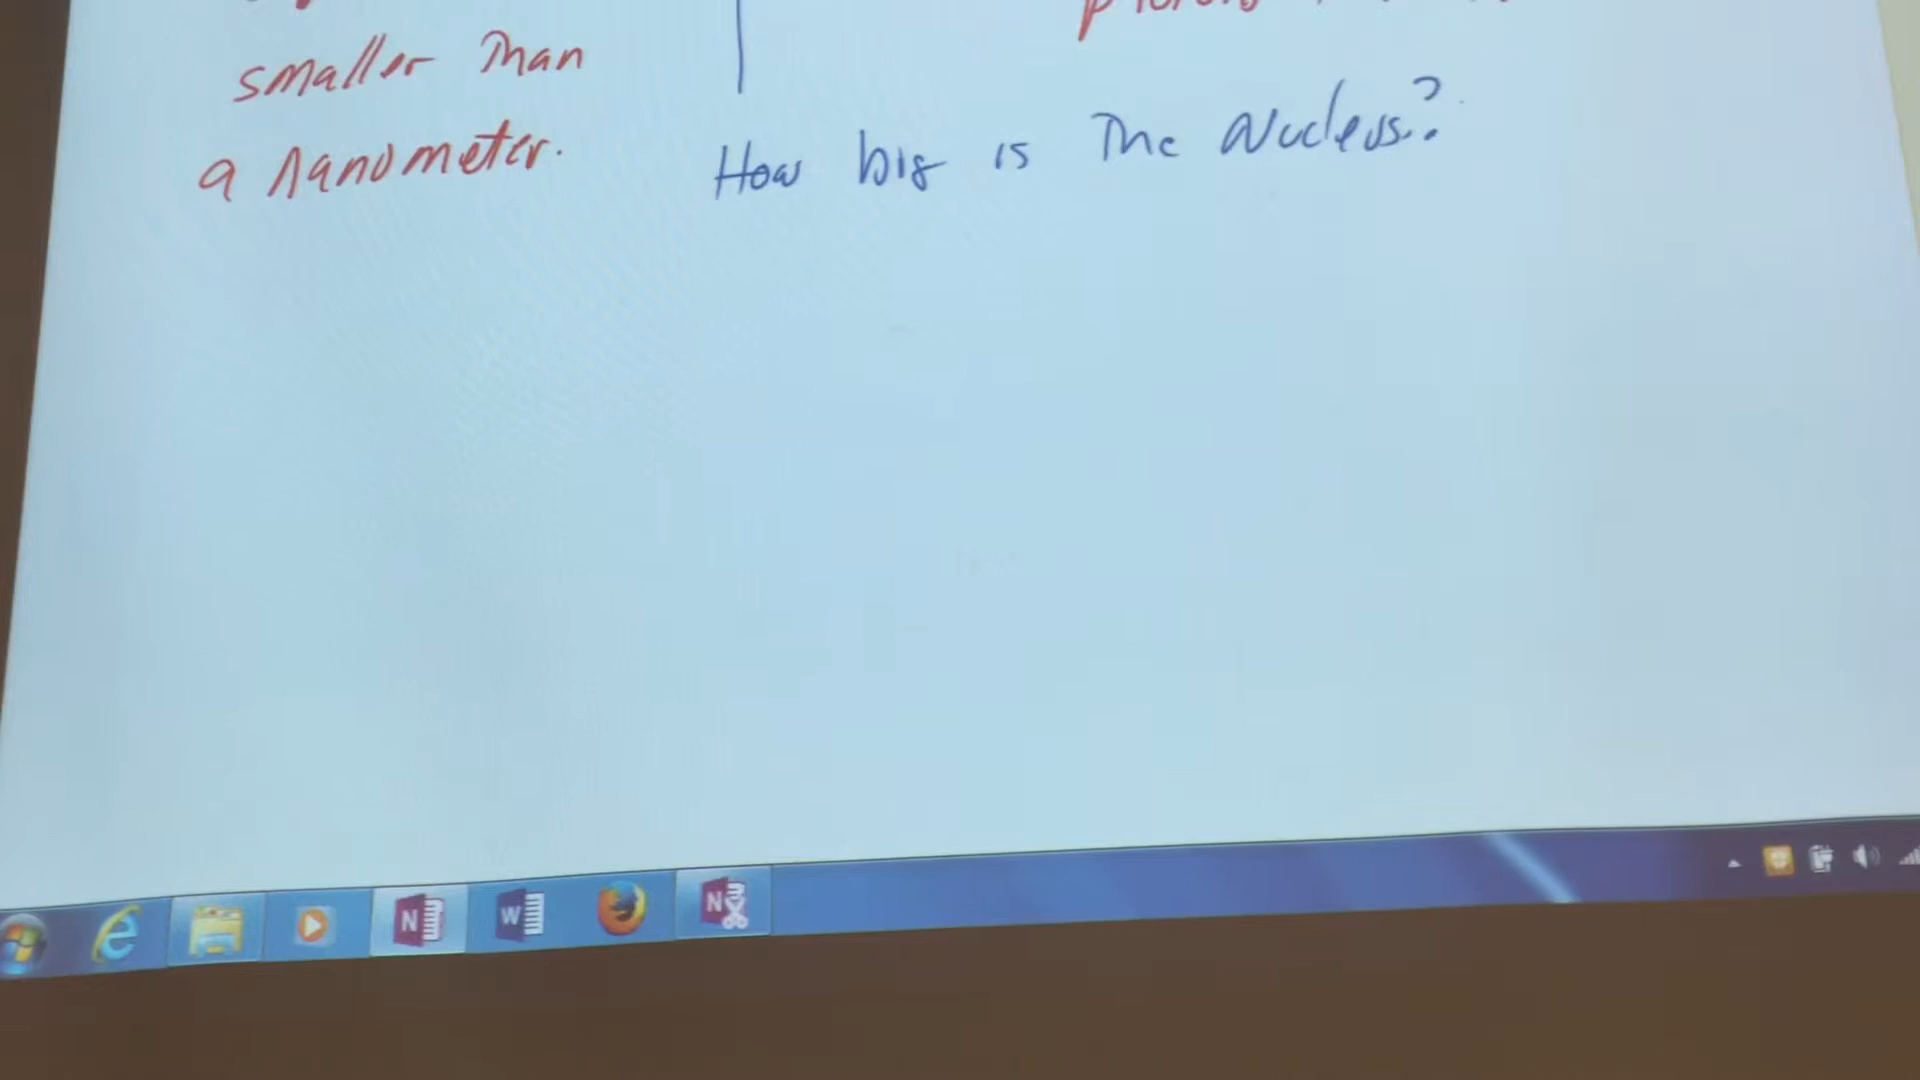 smaller Than
a nanometer.
How big is The Nucleus?